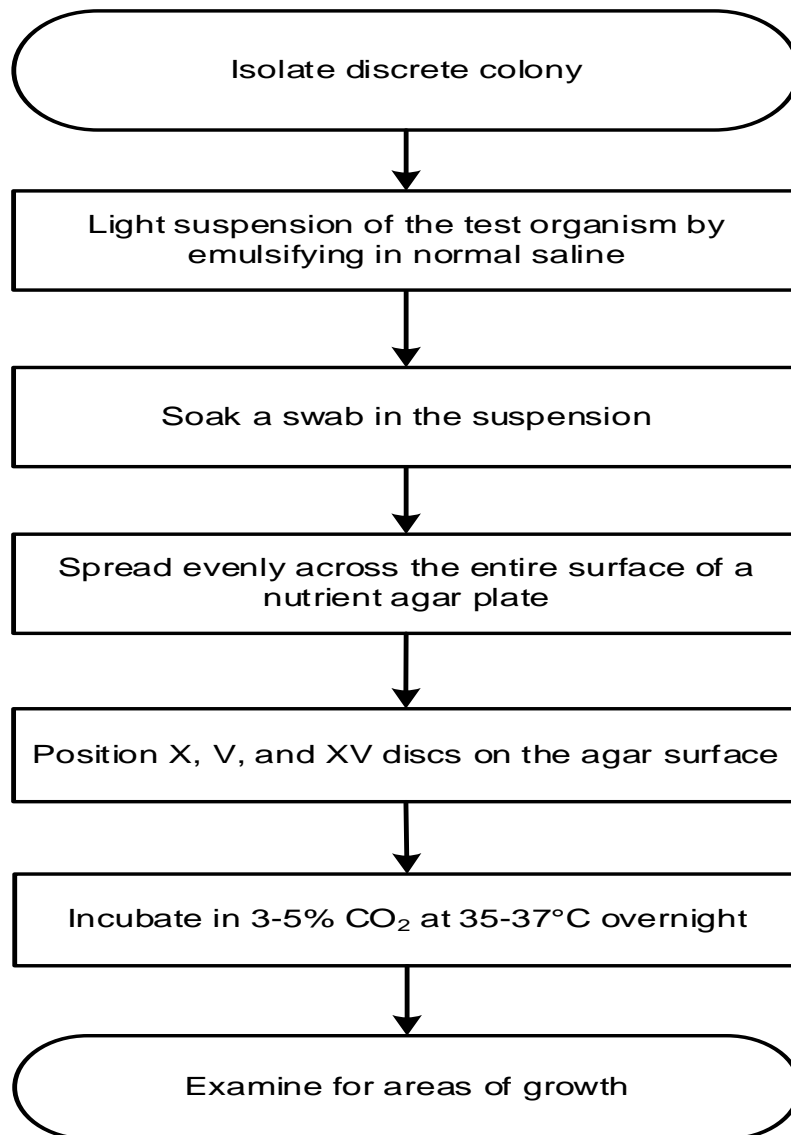 Isolate discrete colony
Light suspension of the test organism by
emulsifying in normal saline
Soak a swab in the suspension
Spread evenly across the entire surface of a
nutrient agar plate
Position X, V, and XV discs on the agar surface
Incubate in 3-5% CO₂ at 35-37°C overnight
Examine for areas of growth